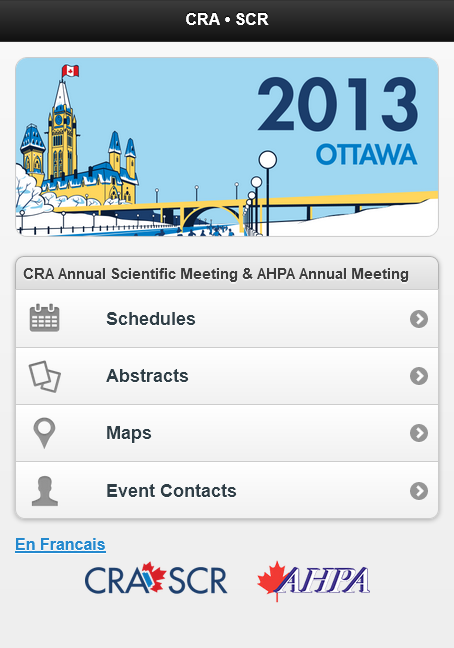 CRA • SCR
2013
OTTAWA
CRA Annual Scientific Meeting & AHPA Annual Meeting
Schedules
Abstracts
Maps
Event Contacts
En Francais
CRA SCR
AHPA